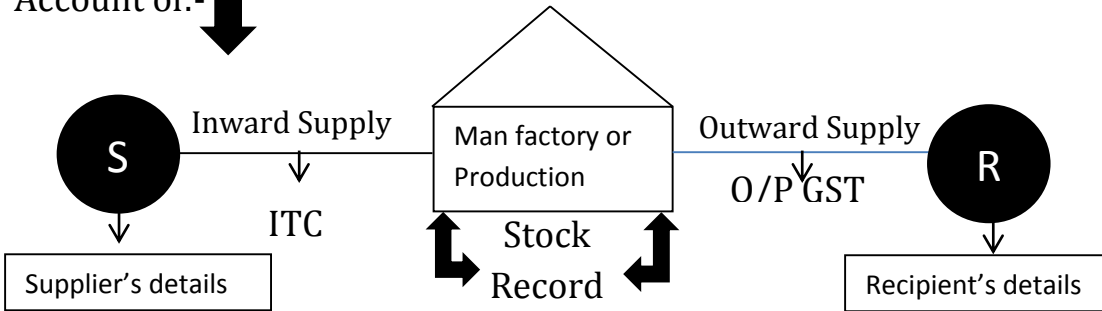 Account of:-
Inward Supply
Outward Supply
S
Man factory or
Production
R
ITC
O/P GST
Stock
Record
Supplier's details
Recipient's details